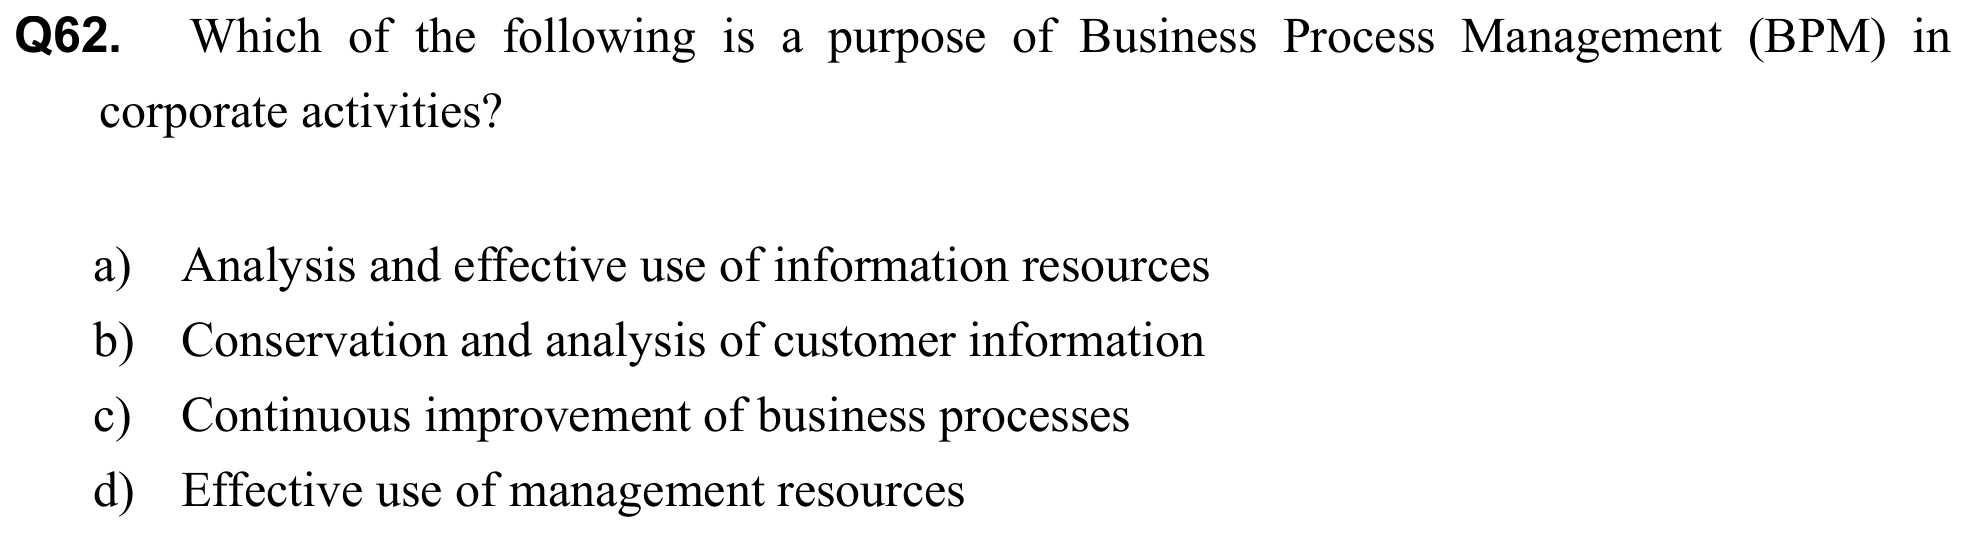 Q62. Which of the following is a purpose of Business Process Management (BPM) in
corporate activities?
a) Analysis and effective use of information resources
b) Conservation and analysis of customer information
c) Continuous improvement of business processes
d) Effective use of management resources